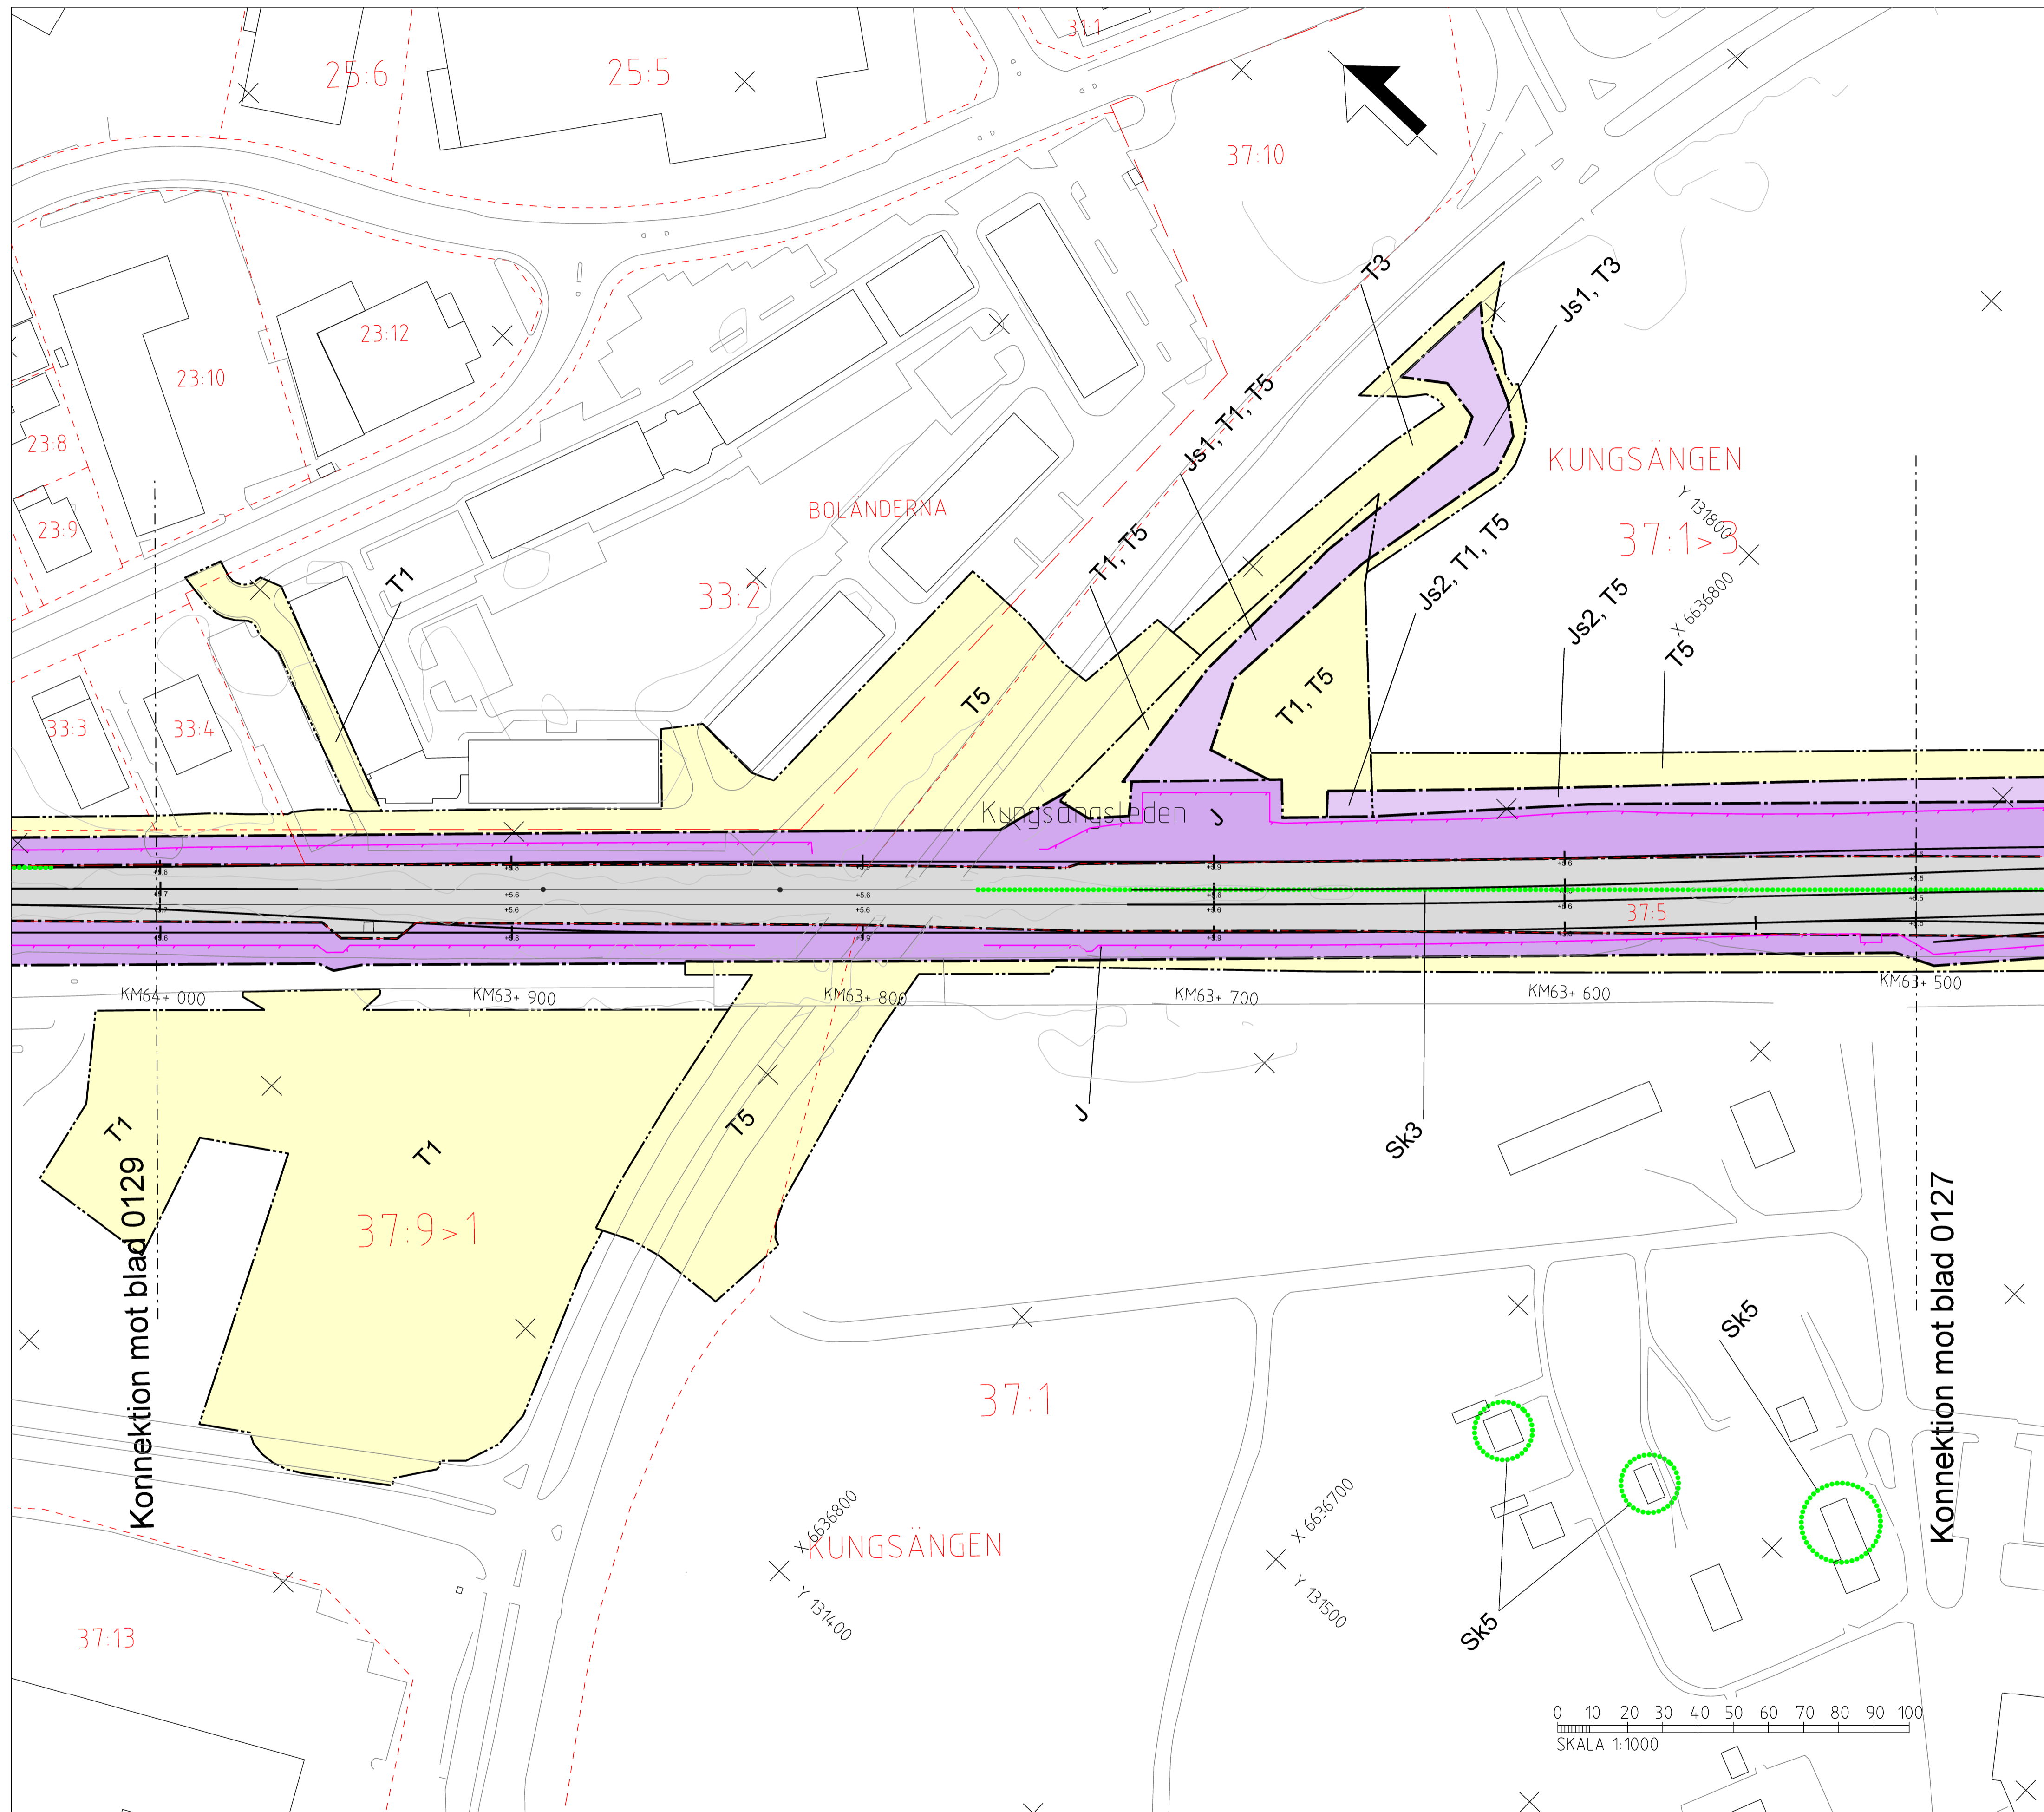 31:1
25:6
25:5
37:10
T3
Js1, T3
23:12
23:10
Js1, T1, T5
23:8
KUNGSÄNGEN
BOLÄNDERNA
Y 131800
23:9
37:1>3
T1, T5
Js2, T1, T5
T1
33:2
Js2, T5
X 6636800
T5
T5
T1, T5
33:3
33:4
Kungsängsleden
J
37:5
KM64+ 000
KM63+ 900
KM63+ 800
KM63+ 700
KM63+ 600
KM63+ 500
T1
T1
T5
J
Sk3
Konnektion mot blad 0129
37:9>1
Konnektion mot blad 0127
Sk5
37:1
X 6636800
X 6636700
KUNGSÄNGEN
Y 131400
Y 131500
37:13
Sk5
0 10 20 30 40 50 60 70 80 90 100
SKALA 1:1000